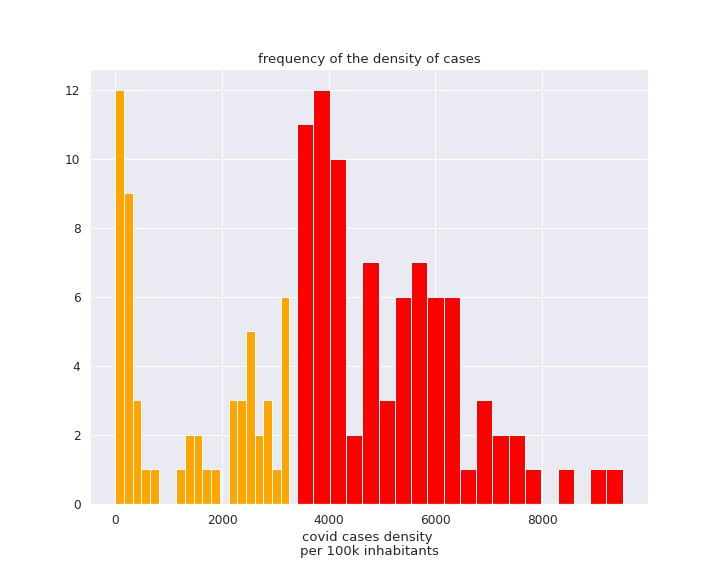 frequency of the density of cases
12
10
8
6
4
2
0
0 2000 4000 6000 8000
covid cases density
per 100k inhabitants